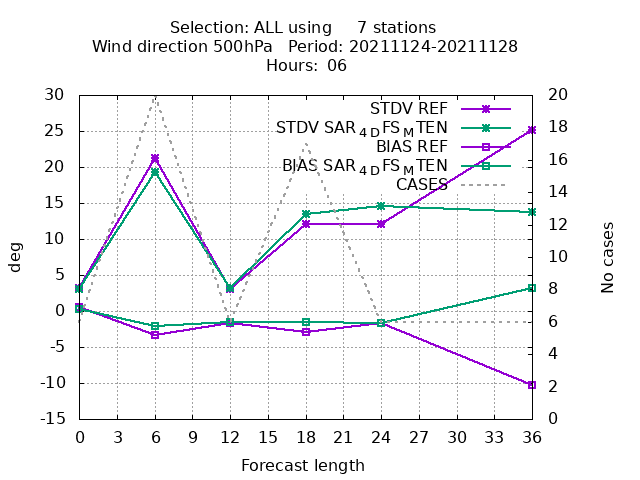 Selection: ALL using 7 stations
Wind direction 500hPa Period: 20211124-20211128
Hours: 06
30
25
20
15
10
5
0
-5
-10
-15
deg
STDV REF
STDV SAR4DFSMTEN
BIAS REF
BIAS SAR4DFSMTEN
CASES
20
18
16
14
12
10
8
6
4
2
0
No cases
0 3 6 9 12 15 18 21 24 27 30 33 36
Forecast length